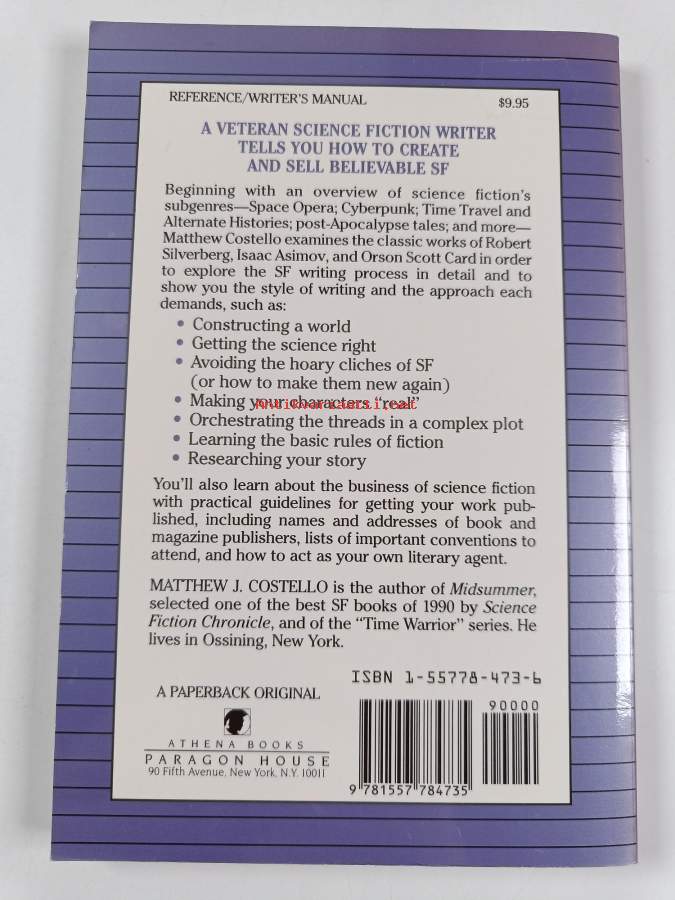 REFERENCE/WRITER'S MANUAL $9.95
A VETERAN SCIENCE FICTION WRITER
TELLS YOU HOW TO CREATE
AND SELL BELIEVABLE SF
Beginning with an overview of science fiction's
subgenres—Space Opera; Cyberpunk; Time Travel and
Alternate Histories; post-Apocalypse tales; and more—
Matthew Costello examines the classic works of Robert
Silverberg, Isaac Asimov, and Orson Scott Card in order
to explore the SF writing process in detail and to
show you the style of writing and the approach each
demands, such as:
• Constructing a world
• Getting the science right
• Avoiding the hoary cliches of SF
(or how to make them new again)
• Making your characters "real"
• Orchestrating the threads in a complex plot
• Learning the basic rules of fiction
• Researching your story
You'll also learn about the business of science fiction
with practical guidelines for getting your work pub-
lished, including names and addresses of book and
magazine publishers, lists of important conventions to
attend, and how to act as your own literary agent.
MATTHEW J. COSTELLO is the author of Midsummer,
selected one of the best SF books of 1990 by Science
Fiction Chronicle, and of the "Time Warrior" series. He
lives in Ossining, New York.
ISBN 1-55778-473-6
A PAPERBACK ORIGINAL
90000
ATHENA BOOKS
PARAGON HOUSE
90 Fifth Avenue, New York, N.Y. 10011
9 781557 784735